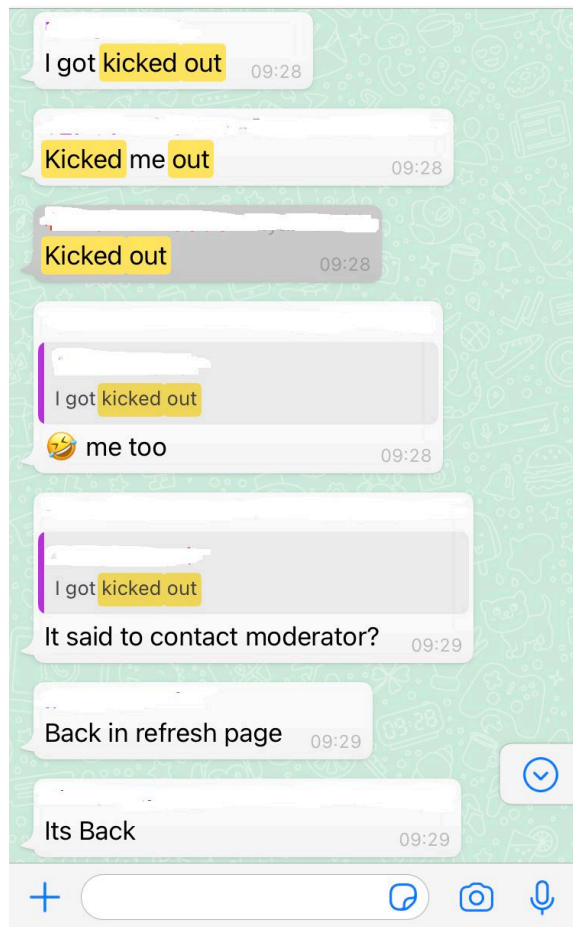 I got kicked out 09:28
Kicked me out 09:28
Kicked out 09:28
I got kicked out
🤣 me too 09:28
I got kicked out
It said to contact moderator? 09:29
Back in refresh page 09:29
Its Back 09:29